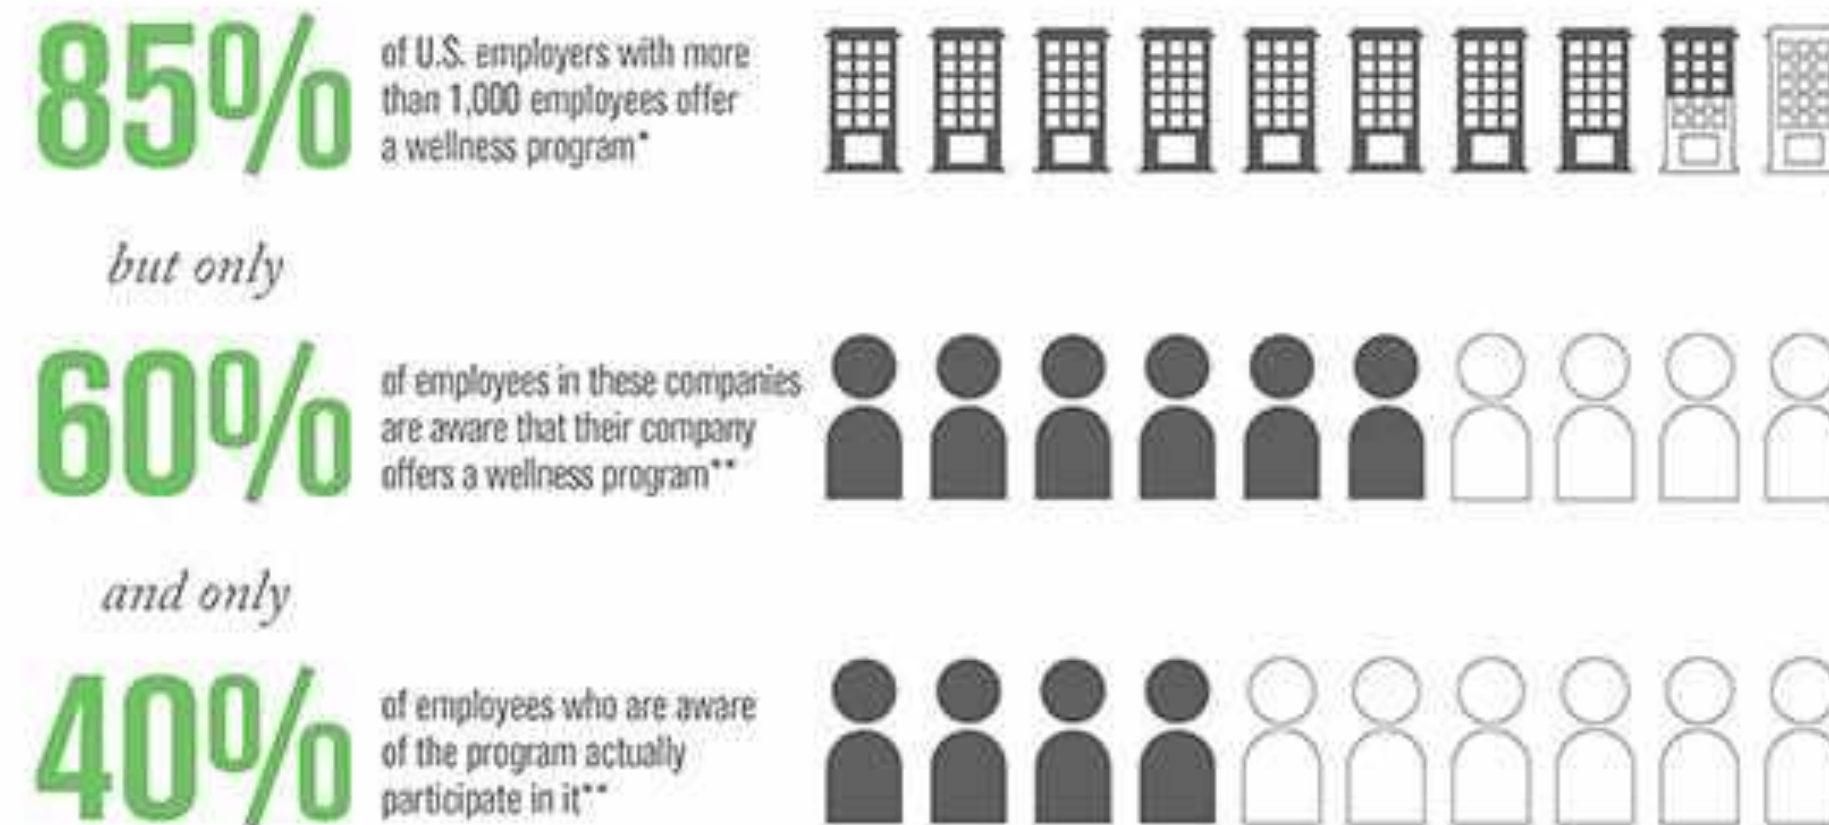 85%
of U.S. employers with more
than 1,000 employees offer
a wellness program*
but only
60%
of employees in these companies
are aware that their company
offers a wellness program**
and only
40%
of employees who are aware
of the program actually
participate in it**